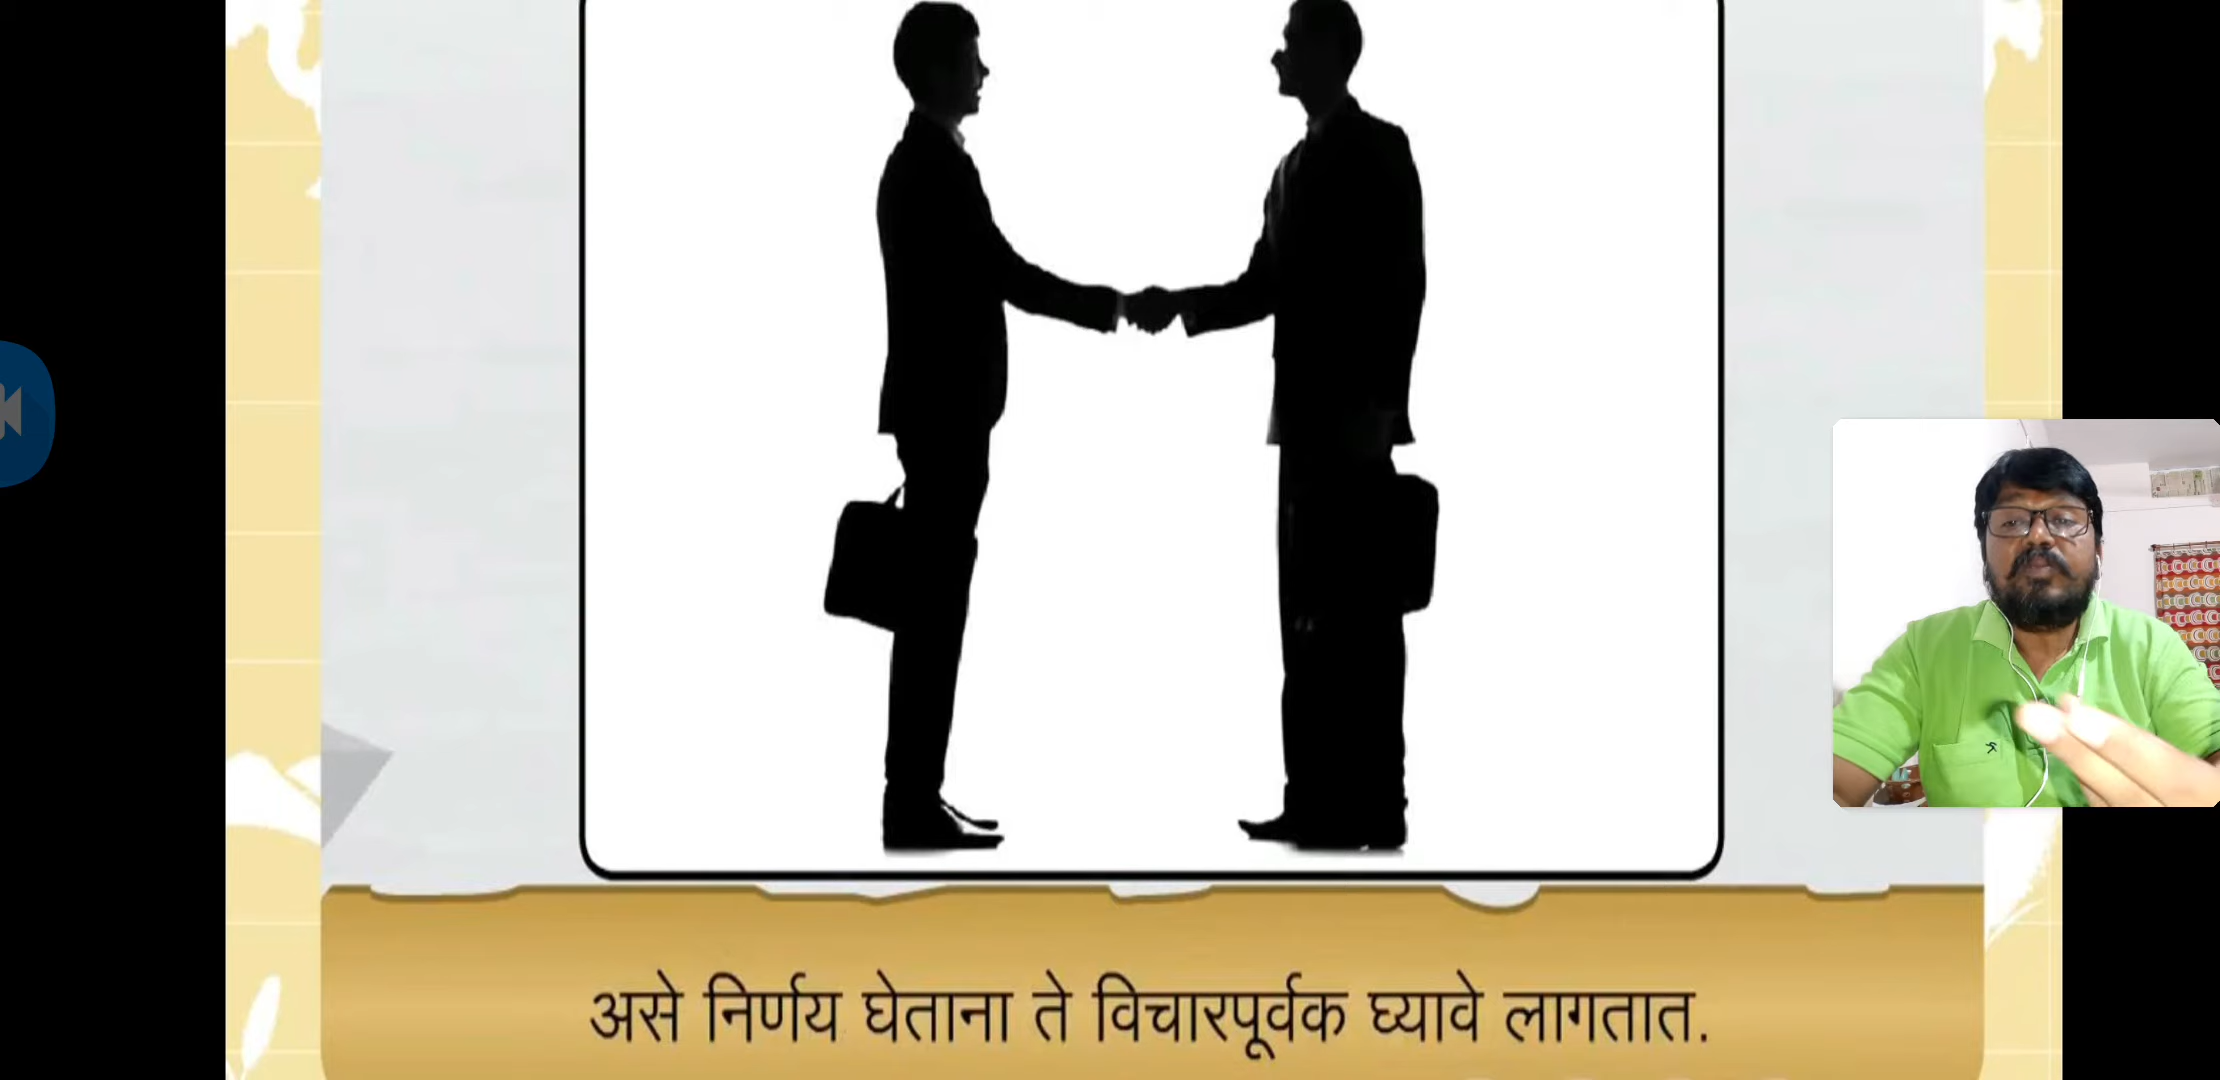 असे निर्णय घेताना ते विचारपूर्वक घ्यावे लागतात.